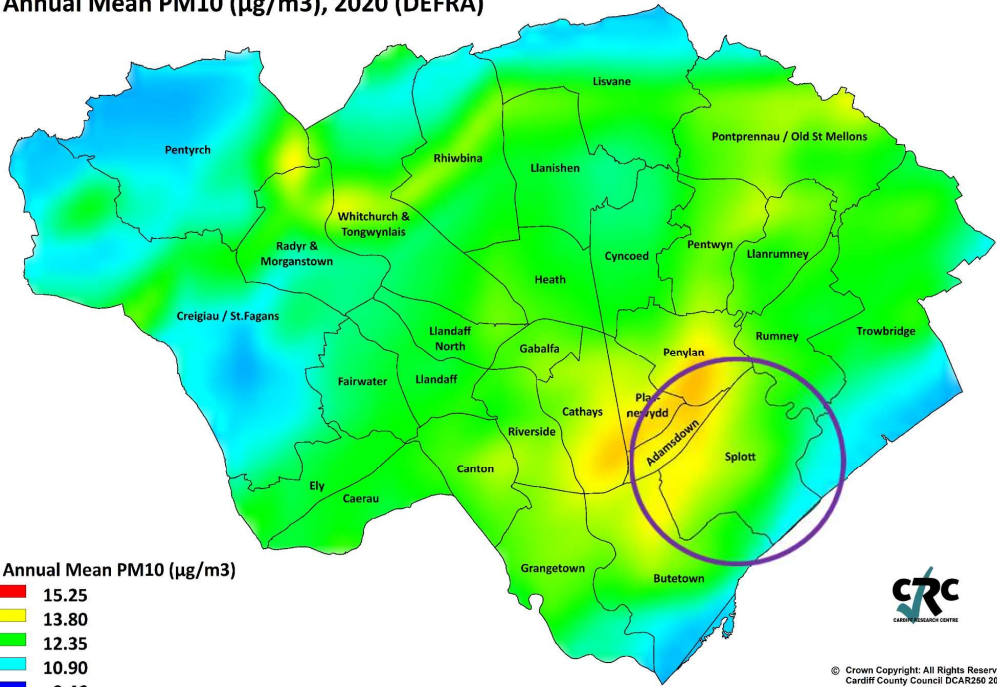 Annual Mean PM10 (µg/m3), 2020 (DEFRA)
Lisvane
Pontprennau / Old St Mellons
Pentyrch
Rhiwbina
Llanishen
Whitchurch &
Tongwynlais
Radyr &
Morganstown
Pentwyn
Llanrumney
Cyncoed
Heath
Creigiau / St.Fagans
Llandaff
North
Gabalfa
Penylan
Rumney
Trowbridge
Fairwater
Llandaff
Cathays
Plas-
newydd
Riverside
Adamsdown
Splott
Canton
Ely
Caerau
Grangetown
Butetown
Annual Mean PM10 (µg/m3)
15.25
13.80
12.35
10.90
CRC
CARDIFF RESEARCH CENTRE
© Crown Copyright: All Rights Reserv
Cardiff County Council DCAR250 20